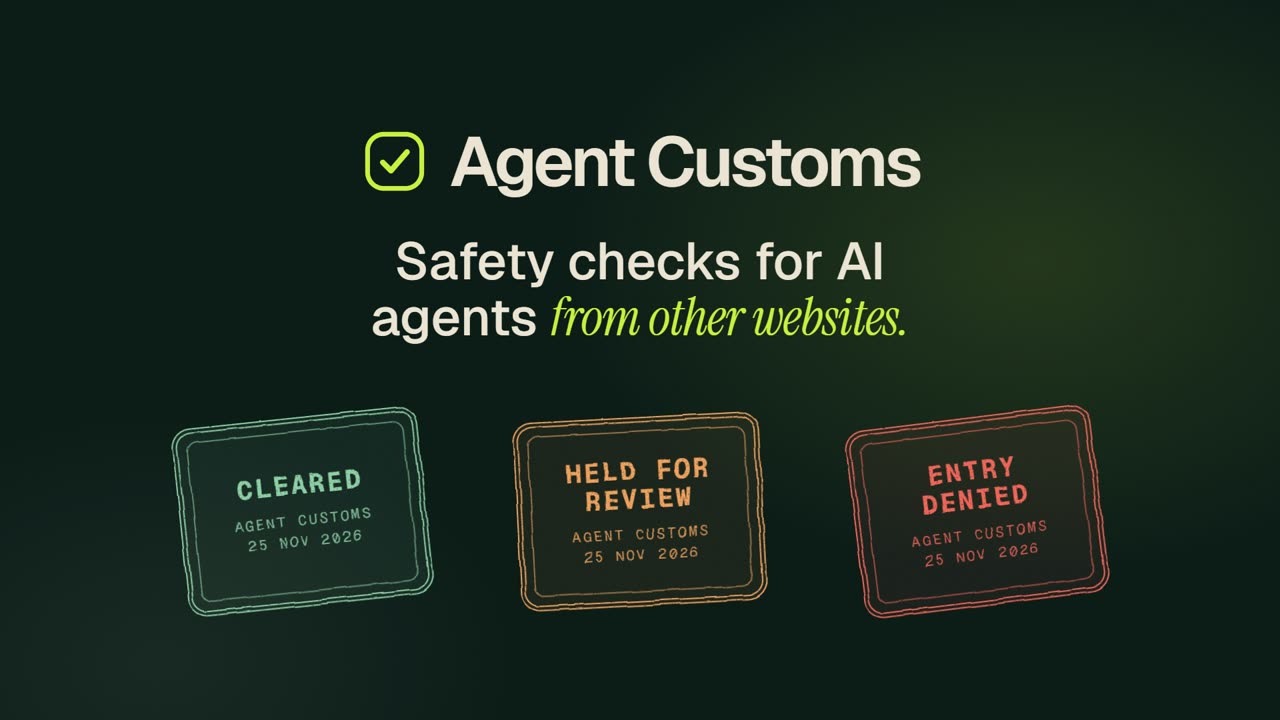 Agent Customs
Safety checks for AI
agents from other websites.
CLEARED
AGENT CUSTOMS
25 NOV 2026
HELD FOR
REVIEW
AGENT CUSTOMS
25 NOV 2026
ENTRY
DENIED
AGENT CUSTOMS
25 NOV 2026